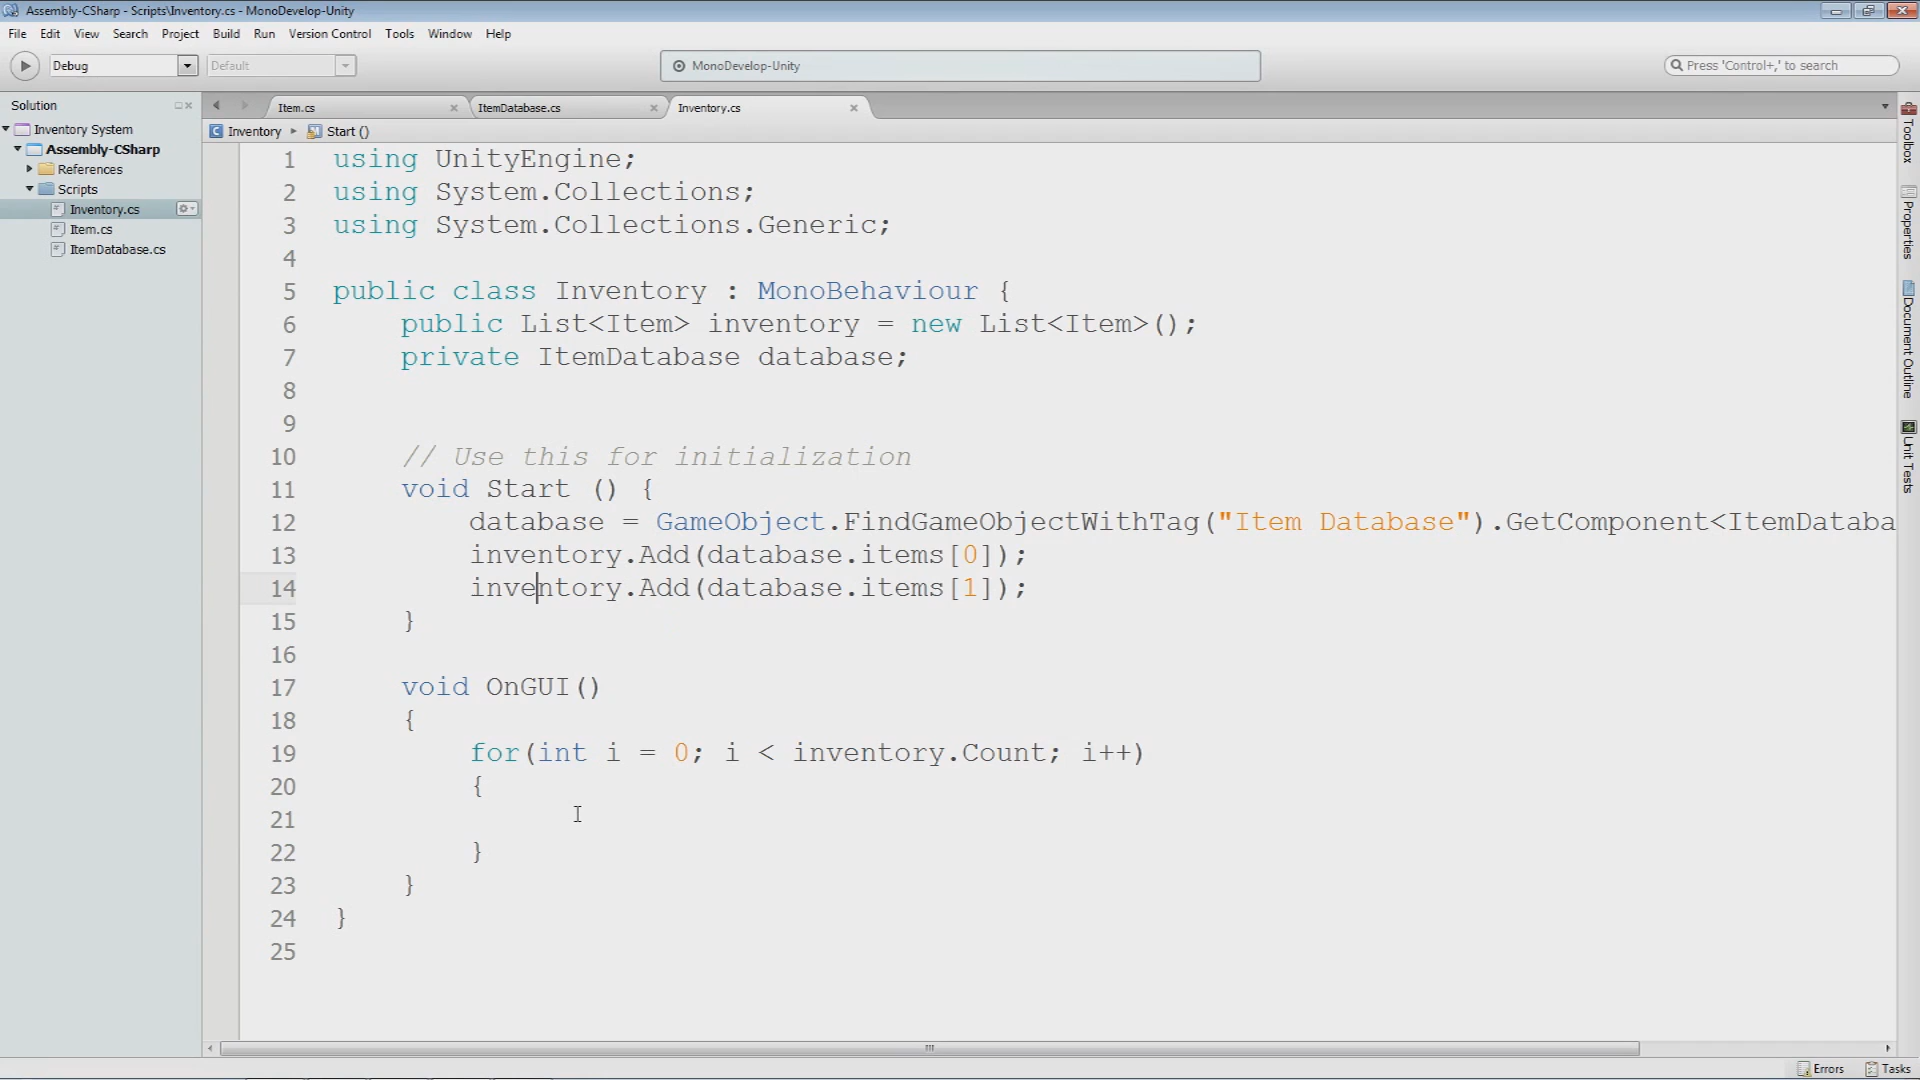 Assembly-CSharp - Scripts\Inventory.cs - MonoDevelop-Unity
File Edit View Search Project Build Run Version Control Tools Window Help
Debug Default MonoDevelop-Unity Press 'Control+,' to search
Solution
Inventory System
Assembly-CSharp
References
Scripts
Inventory.cs
Item.cs
ItemDatabase.cs
Item.cs ItemDatabase.cs Inventory.cs
Inventory Start ()
1 using UnityEngine;
2 using System.Collections;
3 using System.Collections.Generic;
4
5 public class Inventory : MonoBehaviour {
6 public List<Item> inventory = new List<Item>();
7 private ItemDatabase database;
8
9
10 // Use this for initialization
11 void Start () {
12 database = GameObject.FindGameObjectWithTag("Item Database").GetComponent<ItemDataba
13 inventory.Add(database.items[0]);
14 inventory.Add(database.items[1]);
15 }
16
17 void OnGUI()
18 {
19 for(int i = 0; i < inventory.Count; i++)
20 {
21
22 }
23 }
24 }
25
Toolbox
Properties
Document Outline
Unit Tests
Errors Tasks